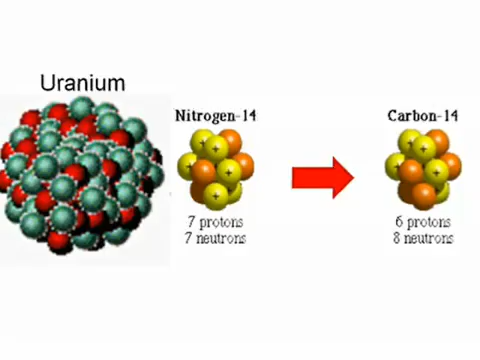 Uranium
Nitrogen-14
7 protons
7 neutrons
Carbon-14
6 protons
8 neutrons